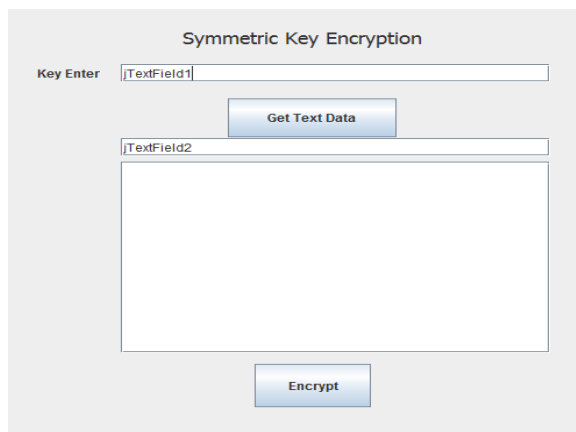 Symmetric Key Encryption
Key Enter jTextField1
Get Text Data
jTextField2
Encrypt